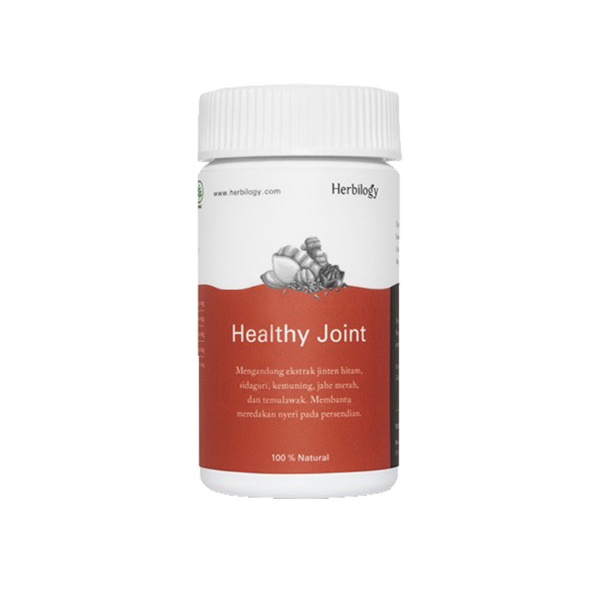 www.herbilogy.com
Herbilogy
Healthy Joint
Mengandung ekstrak jinten hitam,
sidaguri, kemuning, jahe merah,
dan temulawak. Membantu
meredakan nyeri pada persendian.
100 % Natural